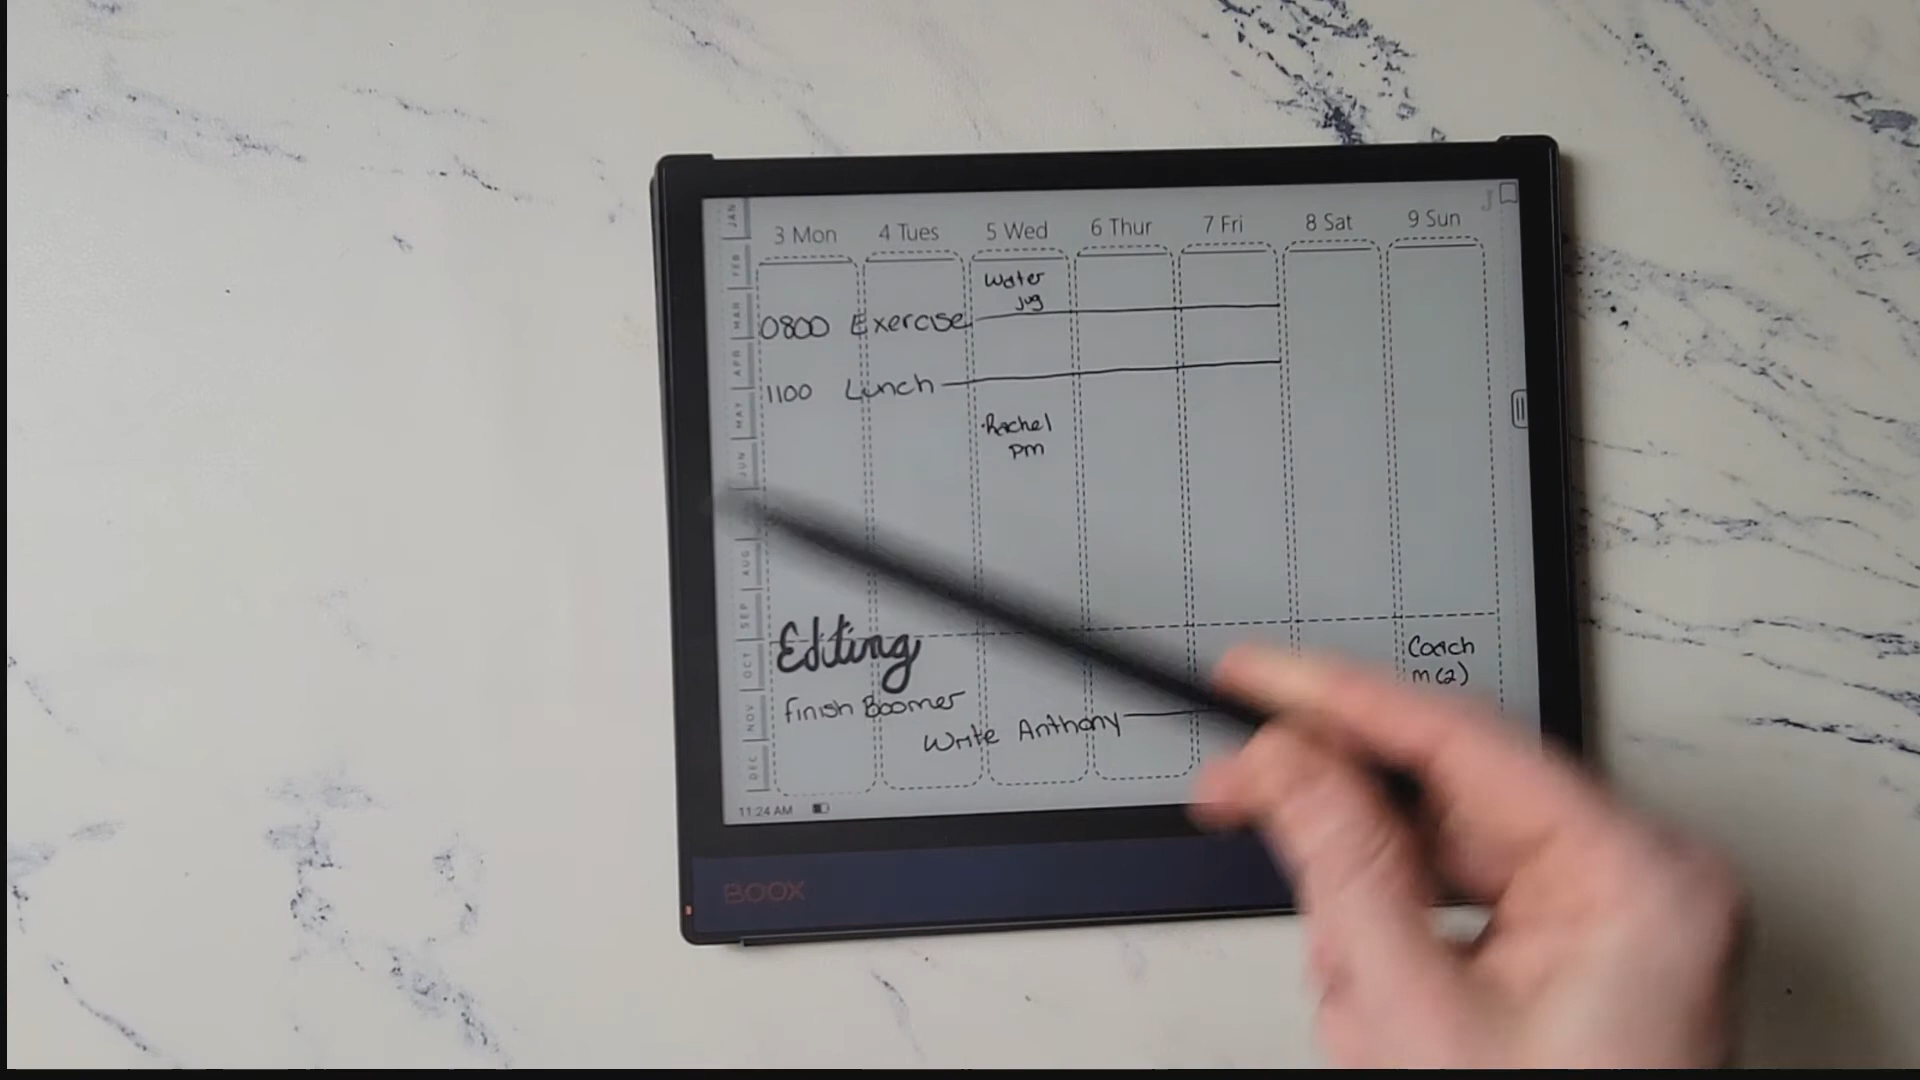 JAN
FEB
MAR
APR
MAY
JUN
AUG
SEP
OCT
NOV
DEC
3 Mon 4 Tues 5 Wed 6 Thur 7 Fri 8 Sat 9 Sun
Water
jug
0800 Exercise
1100 Lunch
Rachel
pm
Editing
Finish Boomer
Write Anthony
Coach
m(2)
11:24 AM
BOOX